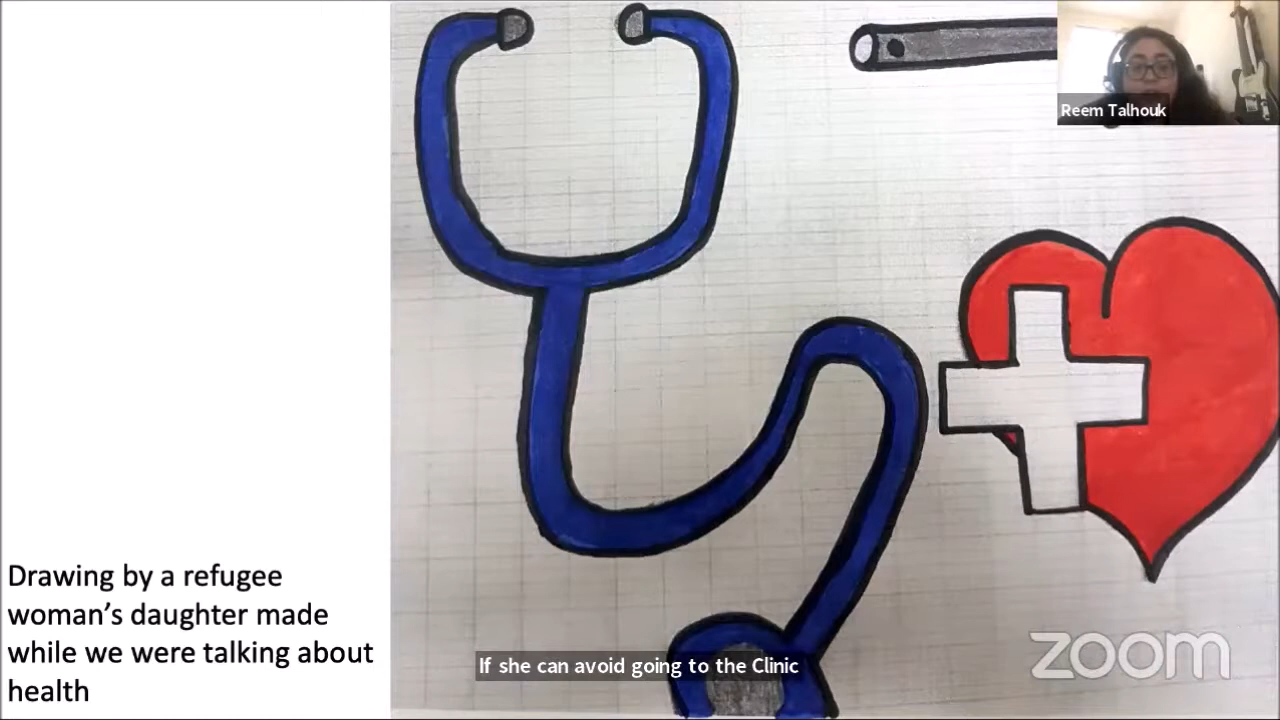 Reem Talhouk
Drawing by a refugee
woman's daughter made
while we were talking about
health
If she can avoid going to the Clinic
zoom